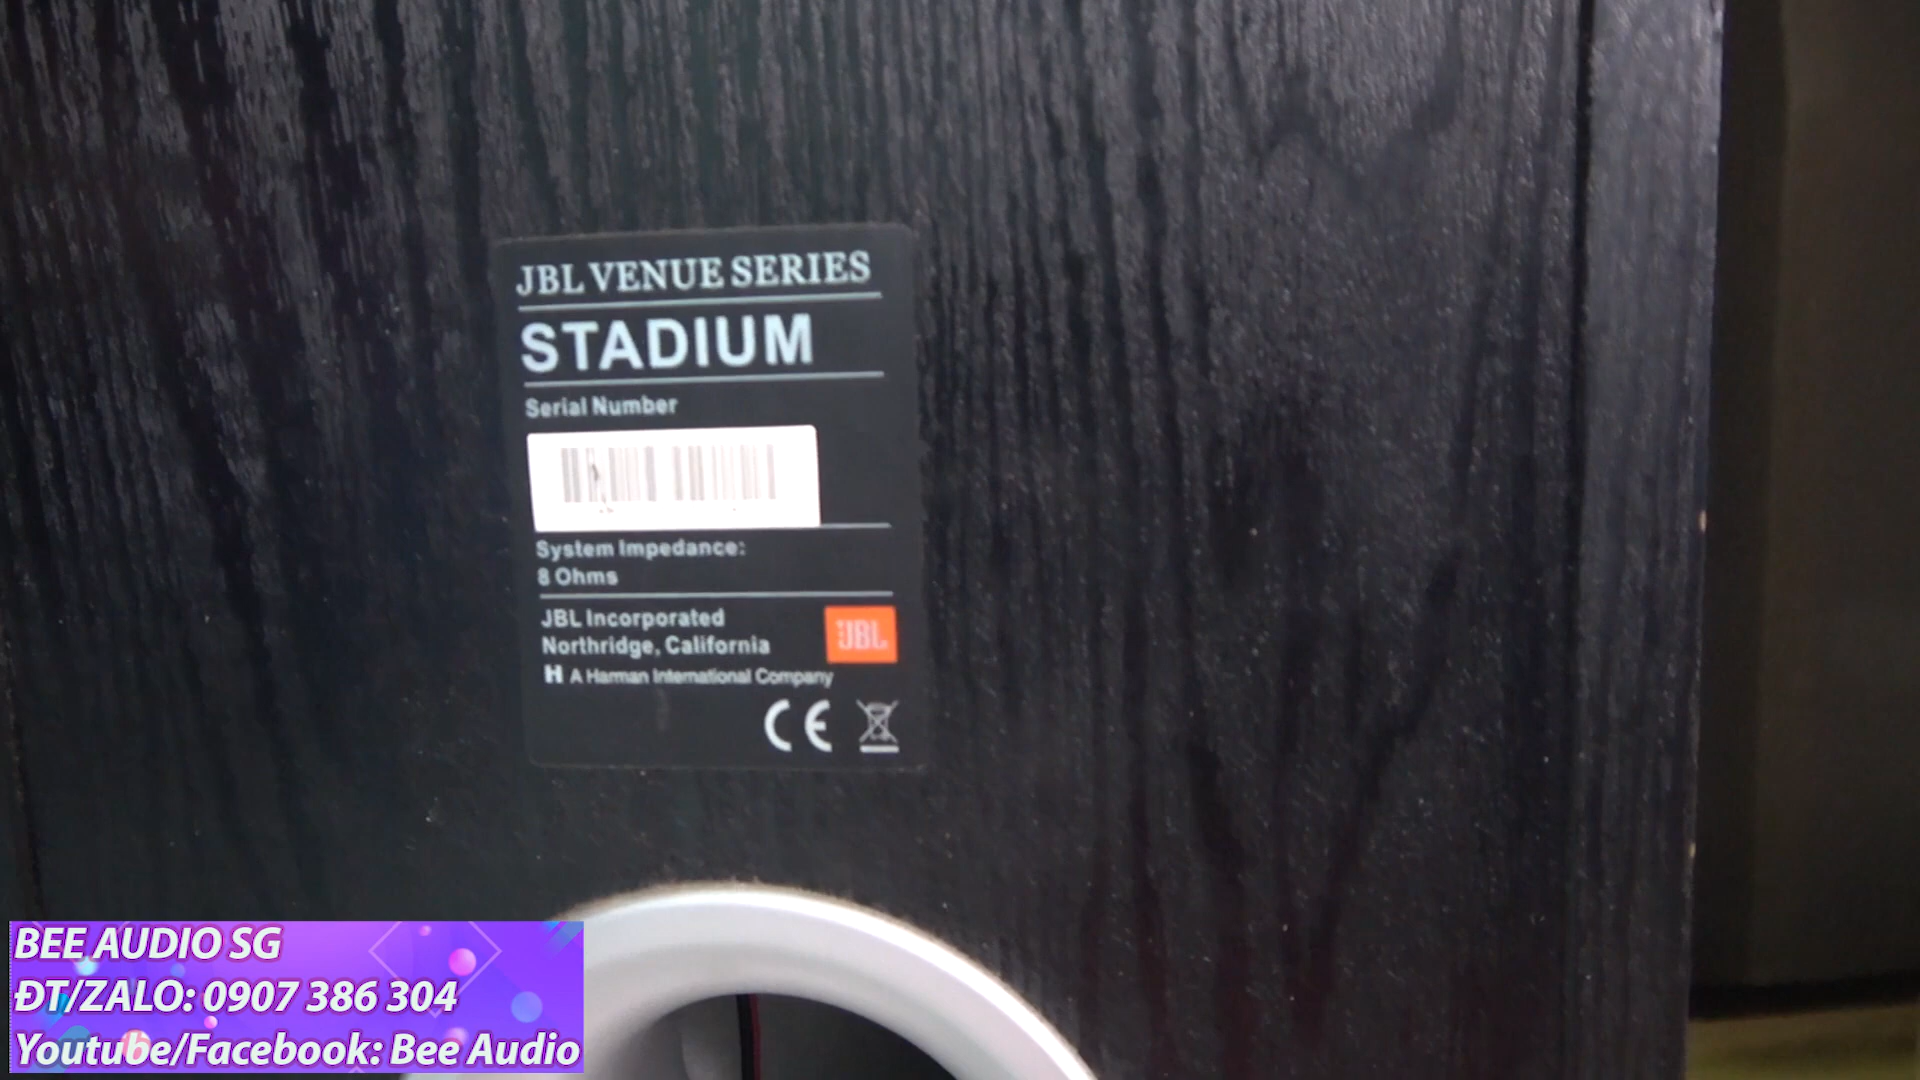 JBL VENUE SERIES
STADIUM
Serial Number
System Impedance:
8 Ohms
JBL Incorporated
Northridge, California
JBL
H A Harman International Company
CE
BEE AUDIO SG
ĐT/ZALO: 0907 386 304
Youtube/Facebook: Bee Audio